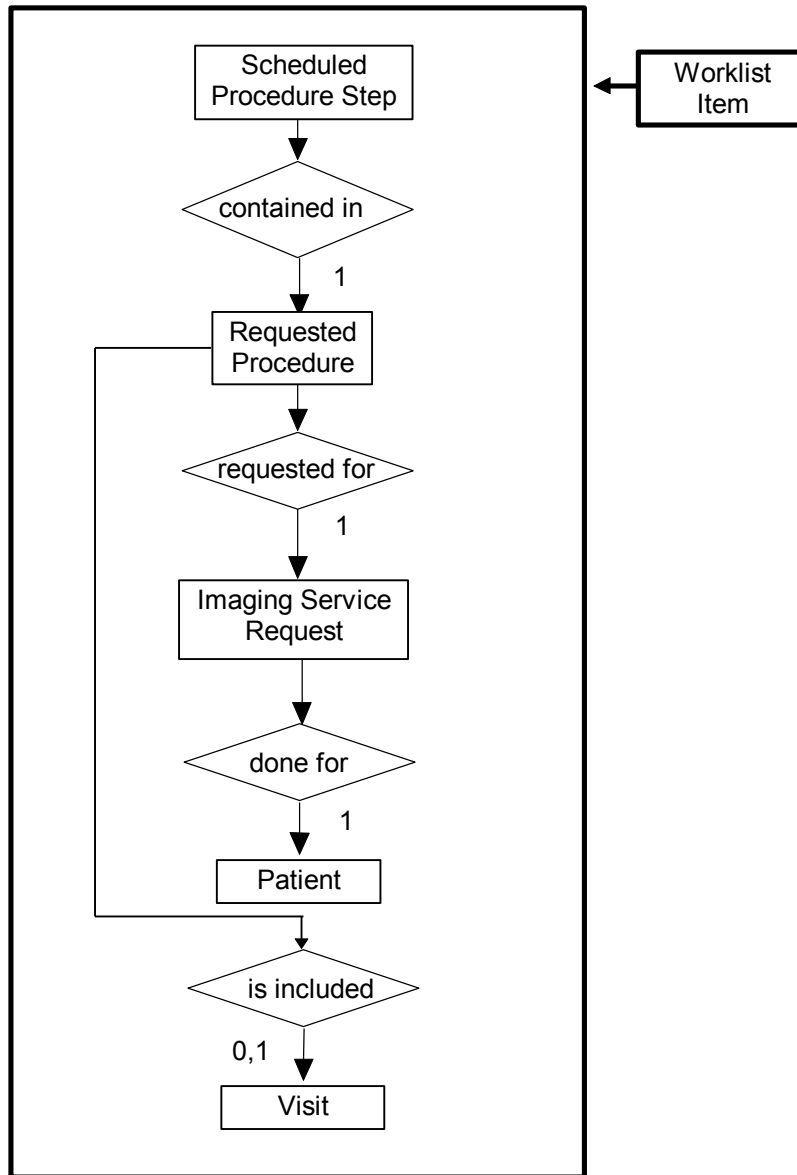 Scheduled
Procedure Step
Worklist
Item
contained in
1
Requested
Procedure
requested for
1
Imaging Service
Request
done for
1
Patient
is included
0,1
Visit